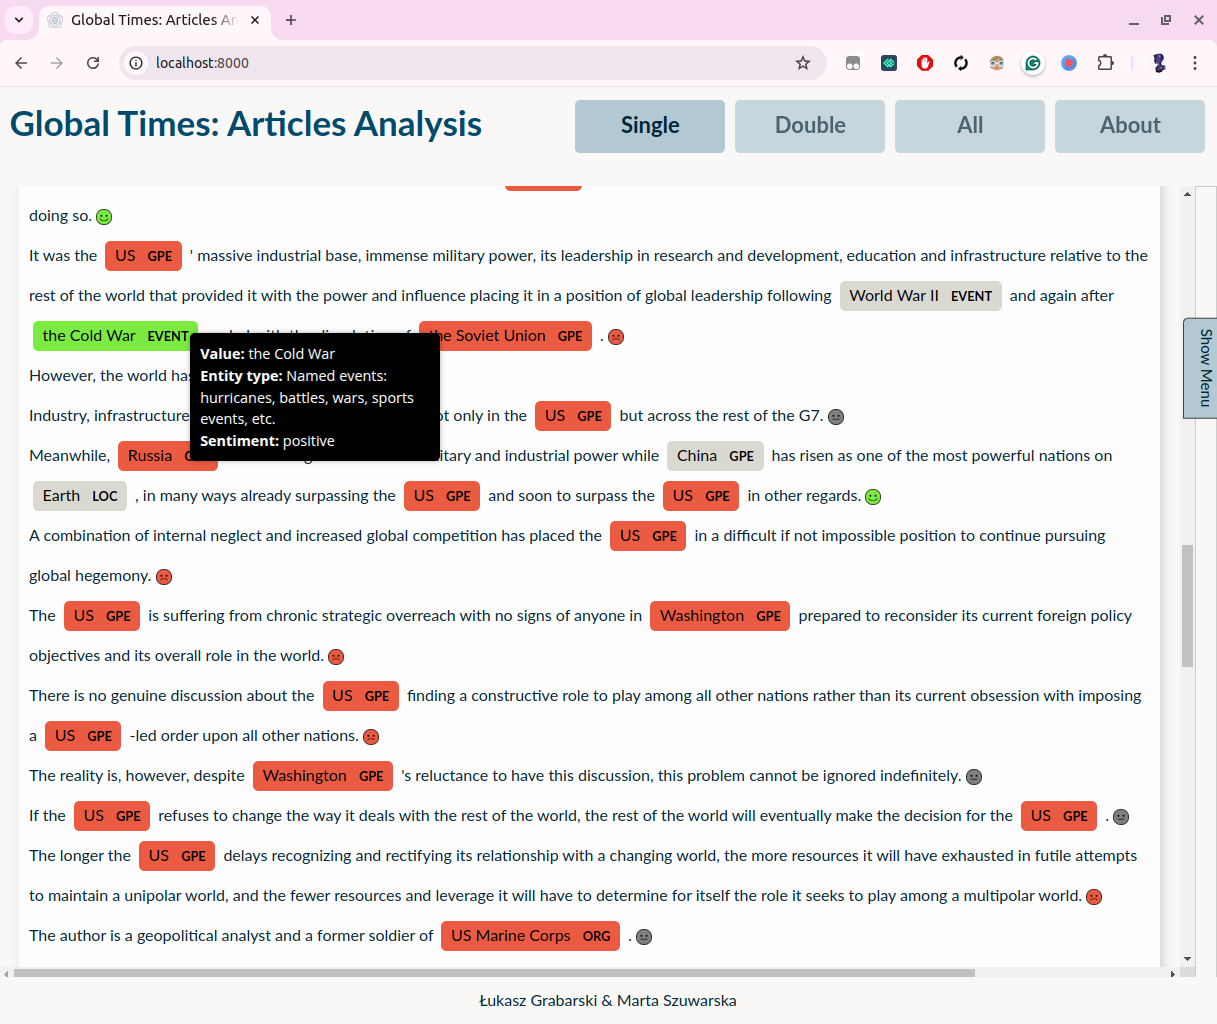 Global Times: Articles An
localhost:8000
Global Times: Articles Analysis
Single Double All About
doing so.
It was the US GPE ' massive industrial base, immense military power, its leadership in research and development, education and infrastructure relative to the
rest of the world that provided it with the power and influence placing it in a position of global leadership following World War II EVENT and again after
the Cold War EVENT the Soviet Union GPE .
Value: the Cold War
Entity type: Named events:
hurricanes, battles, wars, sports
events, etc.
Sentiment: positive
However, the world has
Industry, infrastructure ot only in the US GPE but across the rest of the G7.
Meanwhile, Russia itary and industrial power while China GPE has risen as one of the most powerful nations on
Earth LOC , in many ways already surpassing the US GPE and soon to surpass the US GPE in other regards.
A combination of internal neglect and increased global competition has placed the US GPE in a difficult if not impossible position to continue pursuing
global hegemony.
The US GPE is suffering from chronic strategic overreach with no signs of anyone in Washington GPE prepared to reconsider its current foreign policy
objectives and its overall role in the world.
There is no genuine discussion about the US GPE finding a constructive role to play among all other nations rather than its current obsession with imposing
a US GPE -led order upon all other nations.
The reality is, however, despite Washington GPE 's reluctance to have this discussion, this problem cannot be ignored indefinitely.
If the US GPE refuses to change the way it deals with the rest of the world, the rest of the world will eventually make the decision for the US GPE .
The longer the US GPE delays recognizing and rectifying its relationship with a changing world, the more resources it will have exhausted in futile attempts
to maintain a unipolar world, and the fewer resources and leverage it will have to determine for itself the role it seeks to play among a multipolar world.
The author is a geopolitical analyst and a former soldier of US Marine Corps ORG .
Show Menu
Łukasz Grabarski & Marta Szuwarska